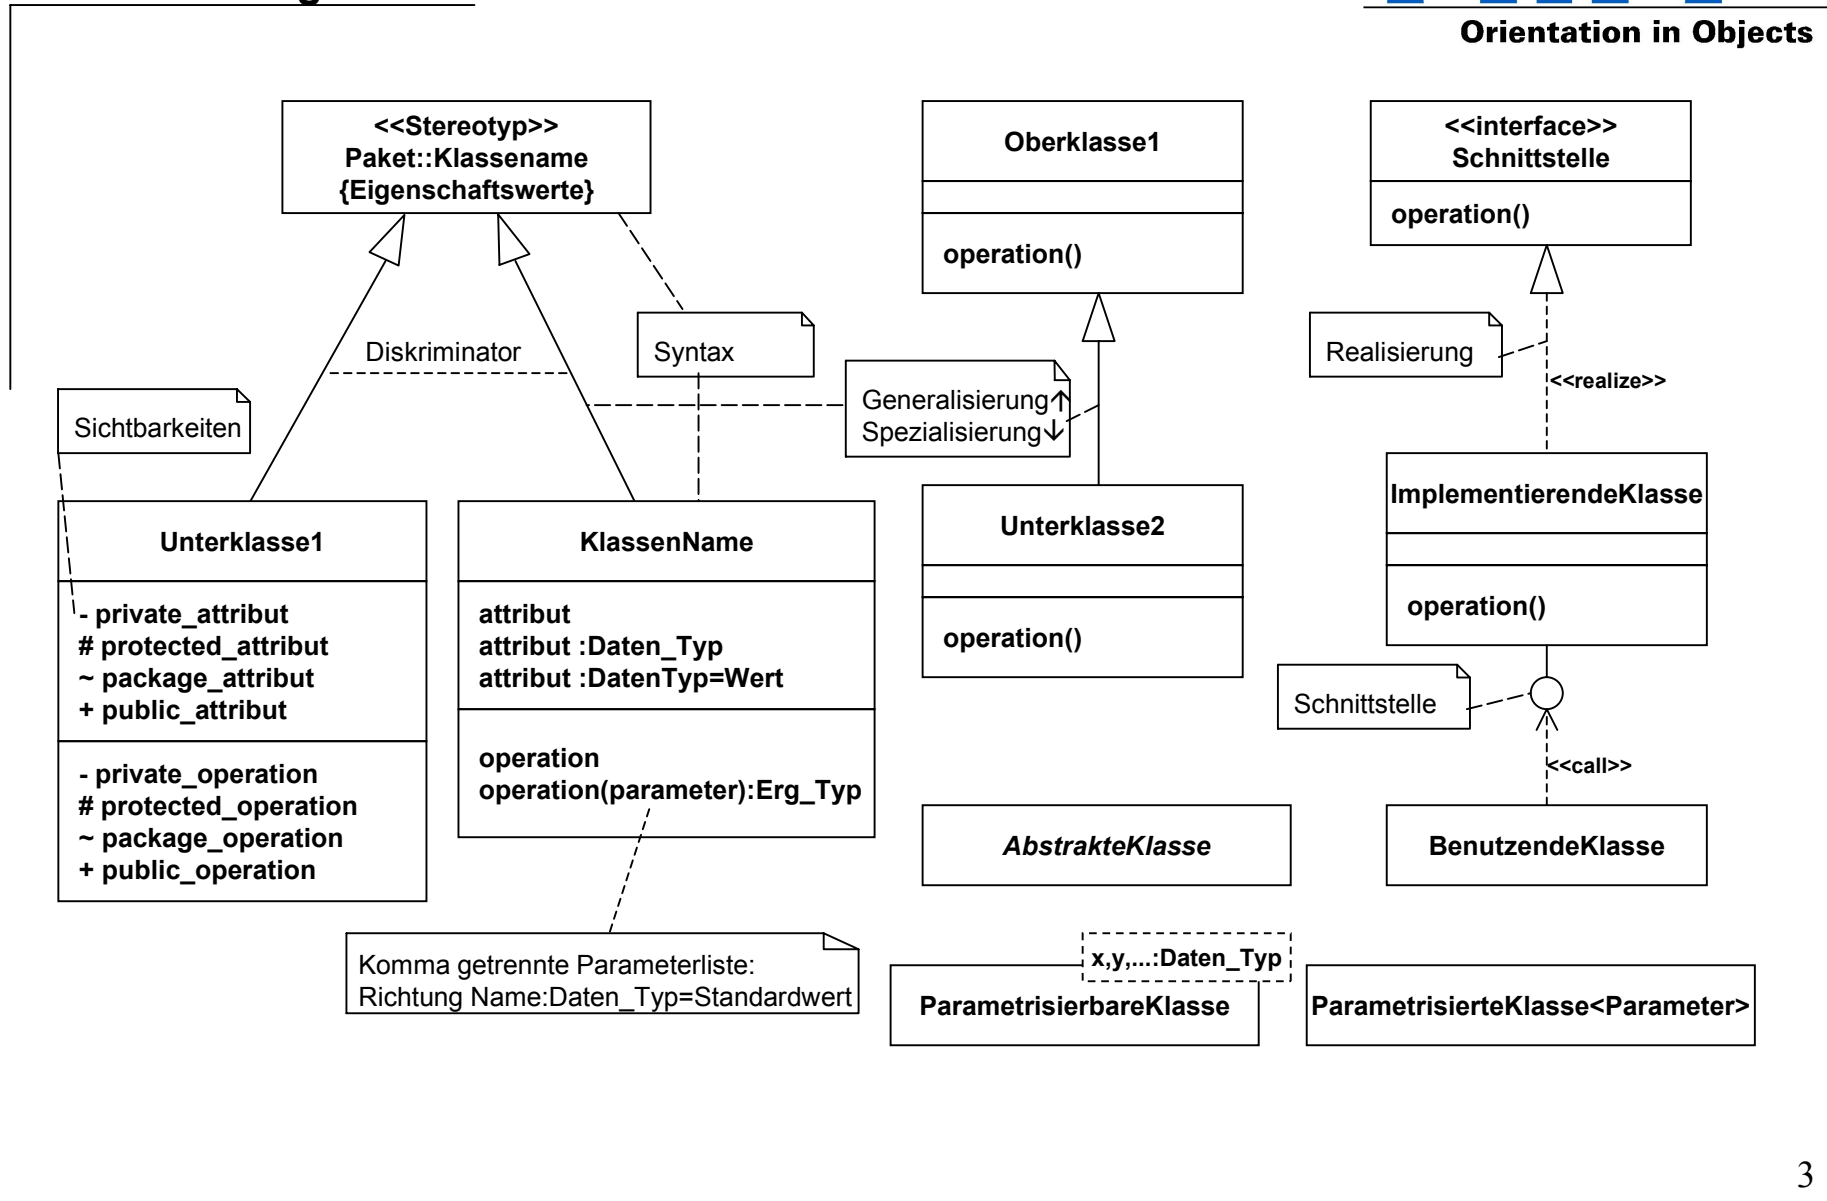 Orientation in Objects
<<Stereotyp>>
Paket::Klassename
{Eigenschaftswerte}
Oberklasse1
operation()
<<interface>>
Schnittstelle
operation()
Diskriminator
Syntax
Realisierung
<<realize>>
Sichtbarkeiten
Generalisierung↑
Spezialisierung↓
Unterklasse1
- private_attribut
# protected_attribut
~ package_attribut
+ public_attribut
- private_operation
# protected_operation
~ package_operation
+ public_operation
KlassenName
attribut
attribut :Daten_Typ
attribut :DatenTyp=Wert
operation
operation(parameter):Erg_Typ
Unterklasse2
operation()
ImplementierendeKlasse
operation()
Schnittstelle
<<call>>
AbstrakteKlasse
BenutzendeKlasse
Komma getrennte Parameterliste:
Richtung Name:Daten_Typ=Standardwert
x,y,...:Daten_Typ
ParametrisierbareKlasse
ParametrisierteKlasse<Parameter>
3